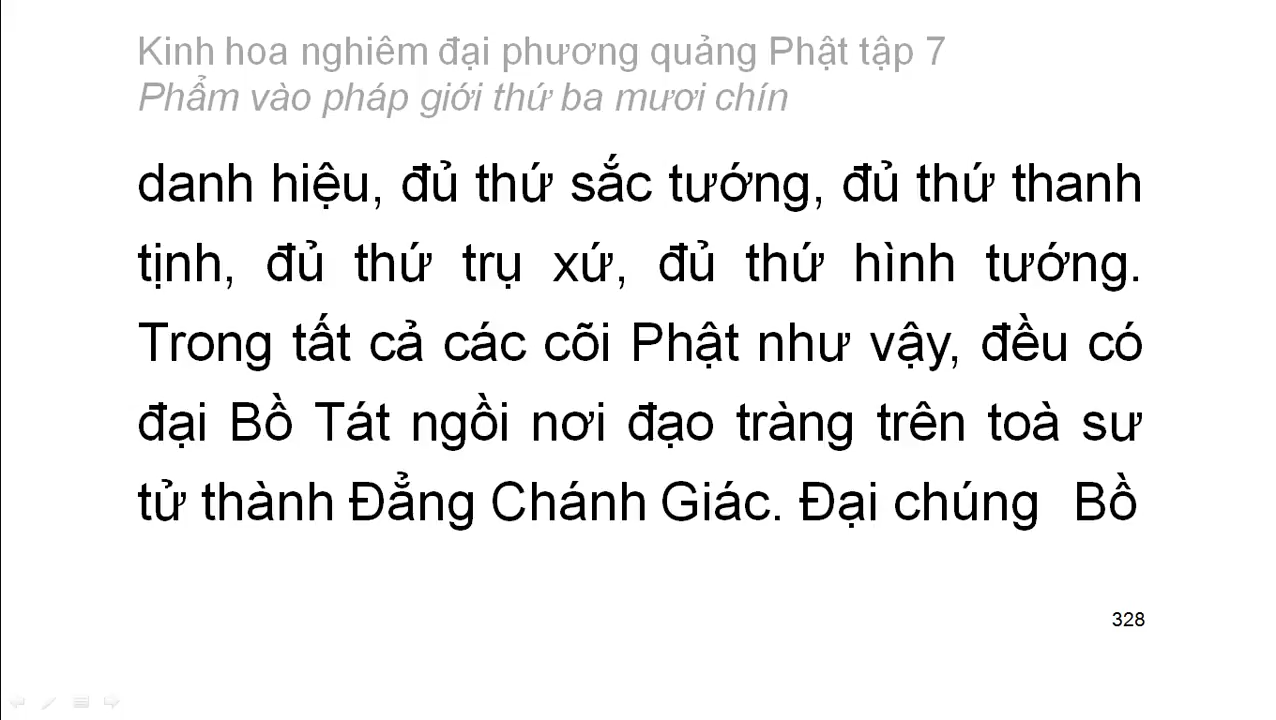 Kinh hoa nghiêm đại phương quảng Phật tập 7
Phẩm vào pháp giới thứ ba mươi chín
danh hiệu, đủ thứ sắc tướng, đủ thứ thanh
tịnh, đủ thứ trụ xứ, đủ thứ hình tướng.
Trong tất cả các cõi Phật như vậy, đều có
đại Bồ Tát ngồi nơi đạo tràng trên toà sư
tử thành Đẳng Chánh Giác. Đại chúng Bồ
328